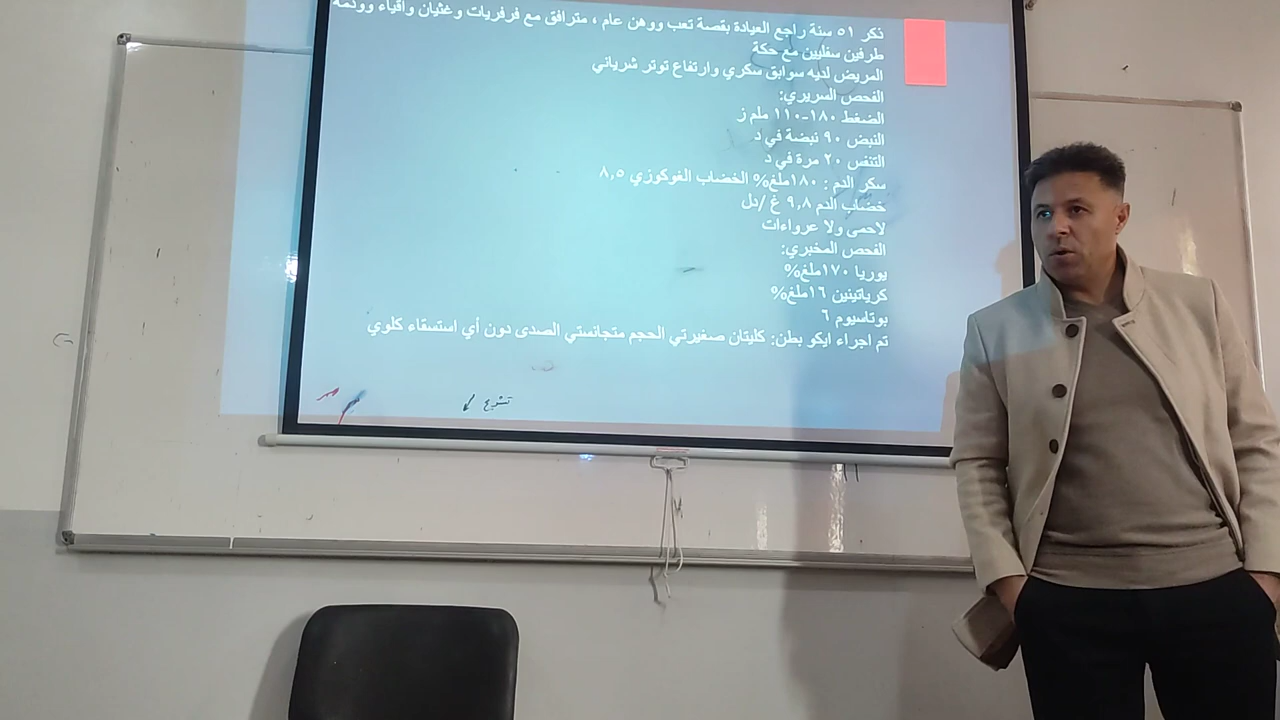 ذكر ٥١ سنة راجع العيادة بقصة تعب ووهن عام ، مترافق مع فرفريات وغثيان واقياء ووذمة
طرفين سفليين مع حكة
المريض لديه سوابق سكري وارتفاع توتر شرياني
الفحص السريري:
الضغط ١٨٠-١١٠ ملم ز
النبض ٩٠ نبضة في د
التنفس ٢٠ مرة في د
سكر الدم : ١٨٠ملغ% الخضاب الغوكوزي ٨,٥
خضاب الدم ٩,٨ غ /دل
لاحمى ولا عرواءات
الفحص المخبري:
يوريا ١٧٠ملغ%
كرياتينين ١٦ملغ%
بوتاسيوم ٦
تم اجراء ايكو بطن: كليتان صغيرتي الحجم متجانستي الصدى دون أي استسقاء كلوي